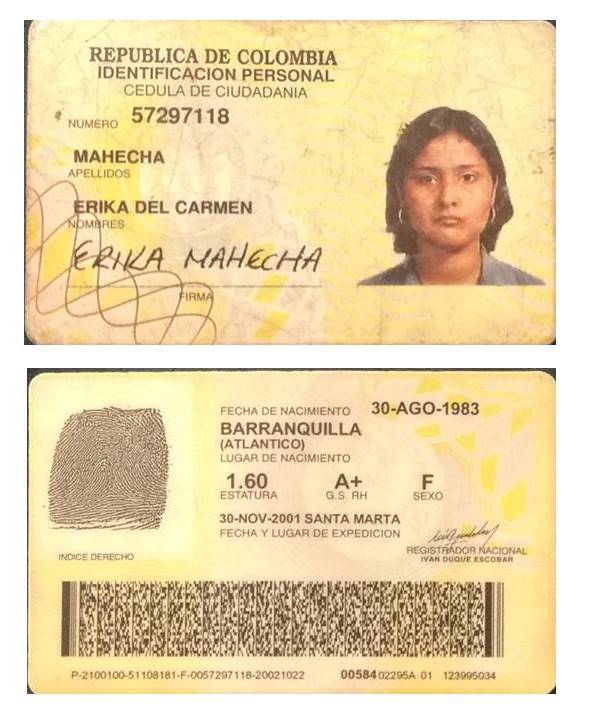 REPUBLICA DE COLOMBIA
IDENTIFICACION PERSONAL
CEDULA DE CIUDADANIA
NUMERO 57297118
MAHECHA
APELLIDOS
ERIKA DEL CARMEN
NOMBRES
ERIKA MAHECHA
FIRMA
FECHA DE NACIMIENTO 30-AGO-1983
BARRANQUILLA
(ATLANTICO)
LUGAR DE NACIMIENTO
1.60 A+ F
ESTATURA G.S. RH SEXO
30-NOV-2001 SANTA MARTA
FECHA Y LUGAR DE EXPEDICION
REGISTRADOR NACIONAL
IVAN DUQUE ESCOBAR
INDICE DERECHO
P-2100100-51108181-F-0057297118-20021022 00584 02295A 01 123995034